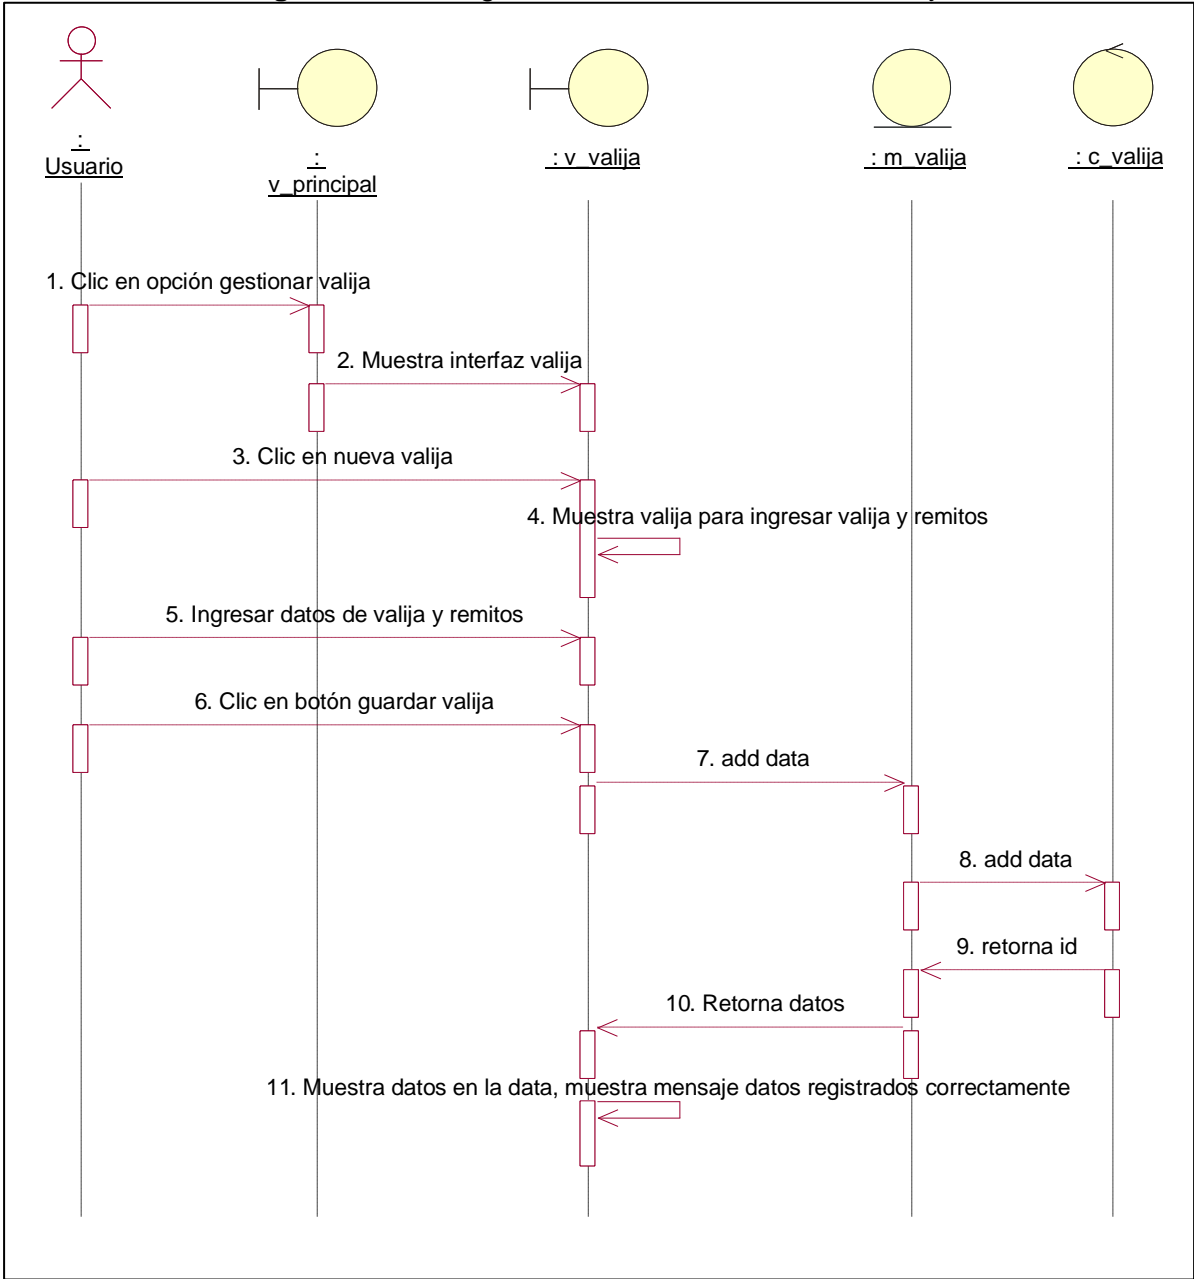 :
Usuario
:
v_principal
: v_valija
: m_valija
: c_valija
1. Clic en opción gestionar valija
2. Muestra interfaz valija
3. Clic en nueva valija
4. Muestra valija para ingresar valija y remitos
5. Ingresar datos de valija y remitos
6. Clic en botón guardar valija
7. add data
8. add data
9. retorna id
10. Retorna datos
11. Muestra datos en la data, muestra mensaje datos registrados correctamente